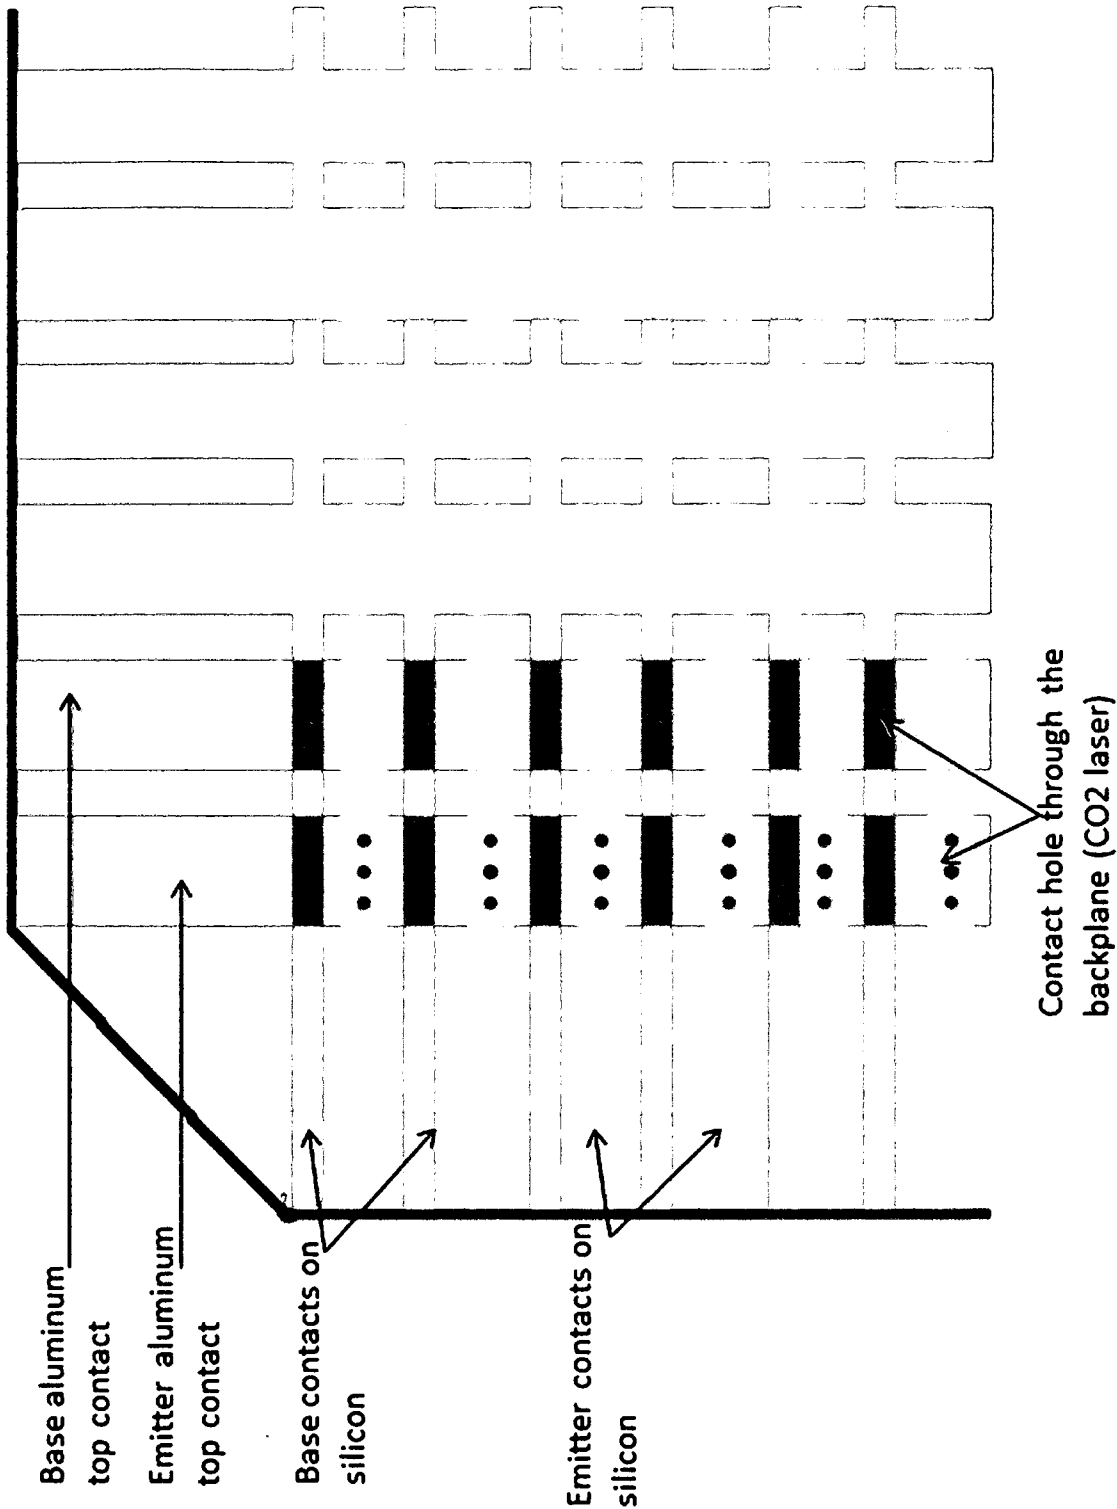 Base aluminum
top contact
Emitter aluminum
top contact
Base contacts on
silicon
Emitter contacts on
silicon
Contact hole through the
backplane (CO2 laser)